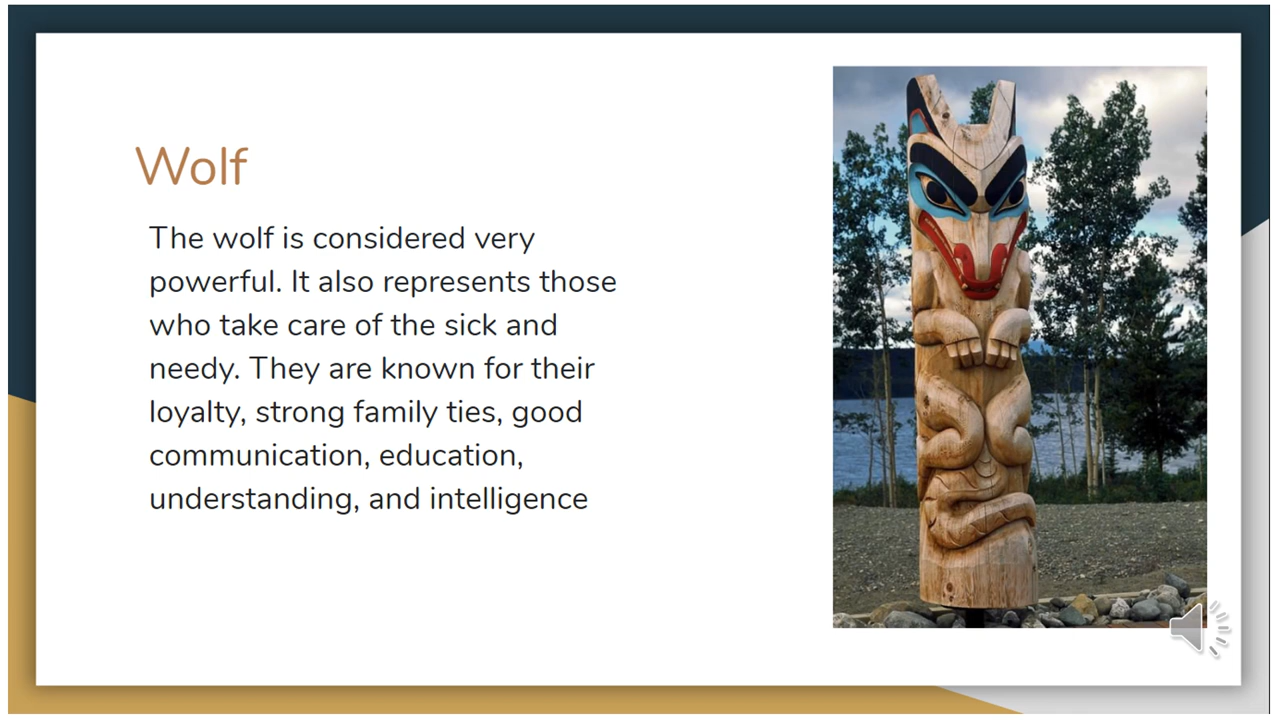 Wolf
The wolf is considered very
powerful. It also represents those
who take care of the sick and
needy. They are known for their
loyalty, strong family ties, good
communication, education,
understanding, and intelligence